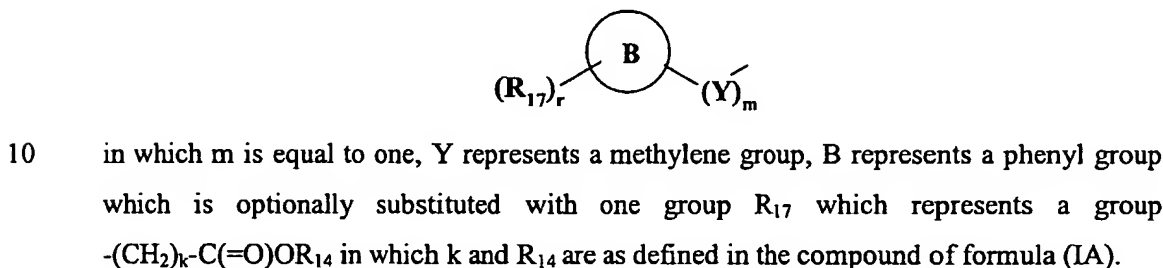 B
(R₁₇)ᵣ (Y)ₘ
10 in which m is equal to one, Y represents a methylene group, B represents a phenyl group
which is optionally substituted with one group R₁₇ which represents a group
-(CH₂)ₖ-C(=O)OR₁₄ in which k and R₁₄ are as defined in the compound of formula (IA).